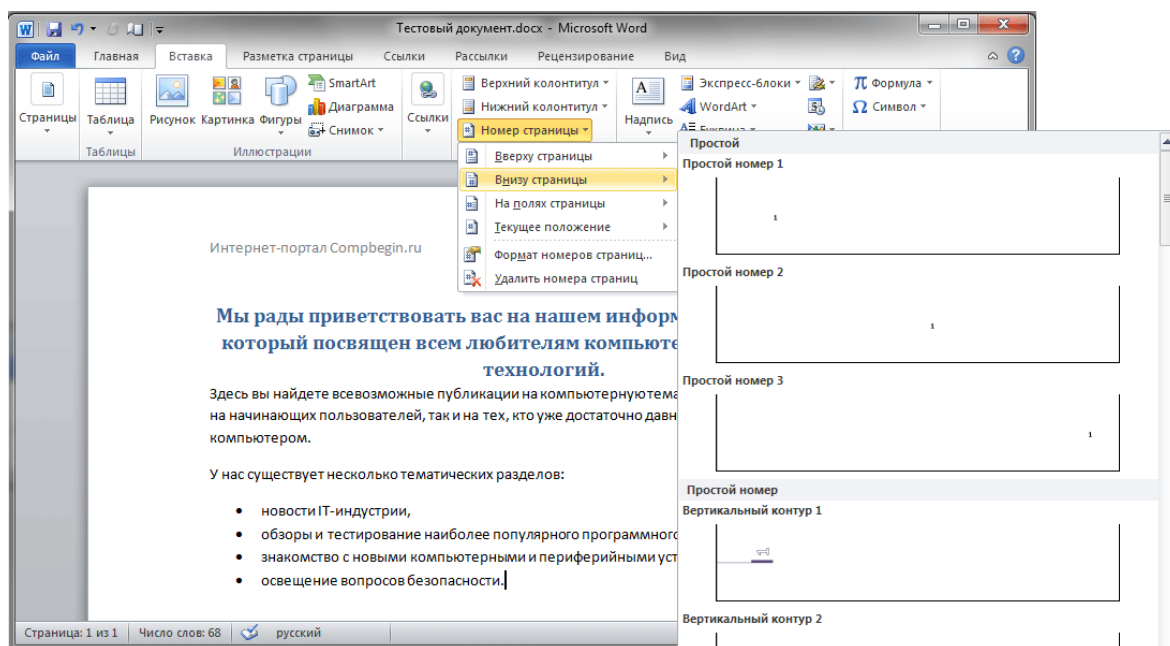 Тестовый документ.docx - Microsoft Word
Файл Главная Вставка Разметка страницы Ссылки Рассылки Рецензирование Вид
Страницы
Таблица
Таблицы
Рисунок Картинка Фигуры
SmartArt
Диаграмма
Снимок
Иллюстрации
Ссылки
Верхний колонтитул
Нижний колонтитул
Номер страницы
Надпись
Экспресс-блоки
WordArt
Формула
Символ
Вверху страницы
Внизу страницы
На полях страницы
Текущее положение
Формат номеров страниц...
Удалить номера страниц
Простой
Простой номер 1
1
Простой номер 2
1
Простой номер 3
1
Простой номер
Вертикальный контур 1
Вертикальный контур 2
Интернет-портал Compbegin.ru
Мы рады приветствовать вас на нашем информ
который посвящен всем любителям компьюте
технологий.
Здесь вы найдете всевозможные публикации на компьютерную тема
на начинающих пользователей, так и на тех, кто уже достаточно давн
компьютером.
У нас существует несколько тематических разделов:
• новости IT-индустрии,
• обзоры и тестирование наиболее популярного программног
• знакомство с новыми компьютерными и периферийными уст
• освещение вопросов безопасности.
Страница: 1 из 1 Число слов: 68 русский